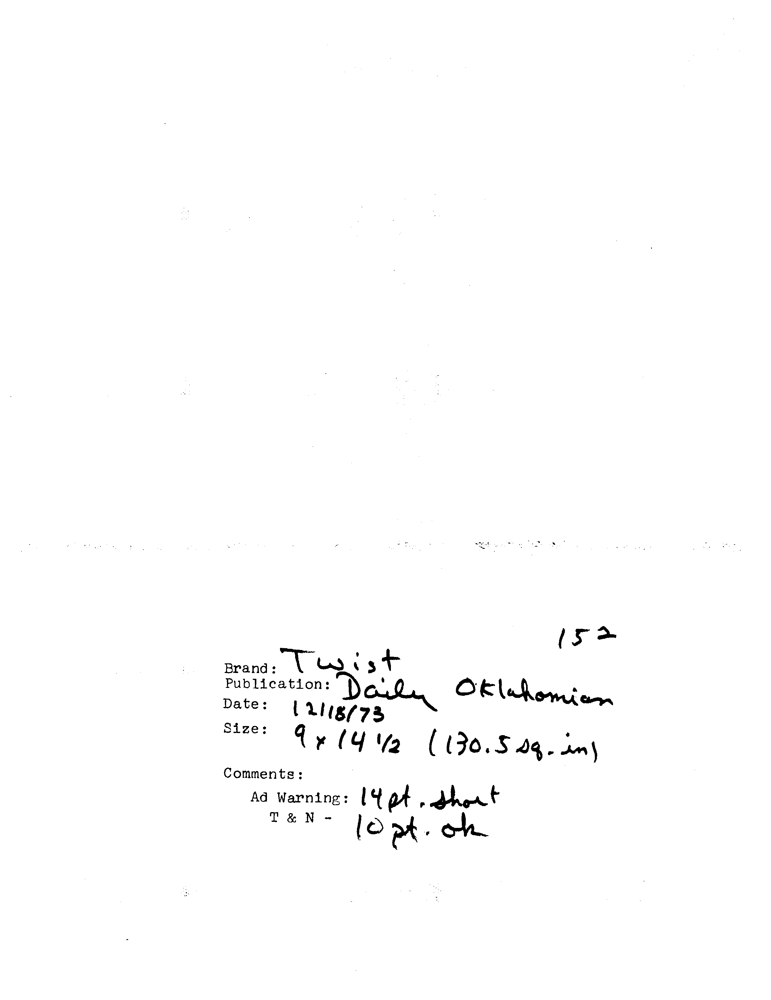 152
Brand: Twist
Publication: Daily Oklahomian
Date: 12/18/73
Size: 9 x 14 1/2 (130.5 sq. in)
Comments:
Ad Warning: 14 pt. short
T & N - 10 pt. ok